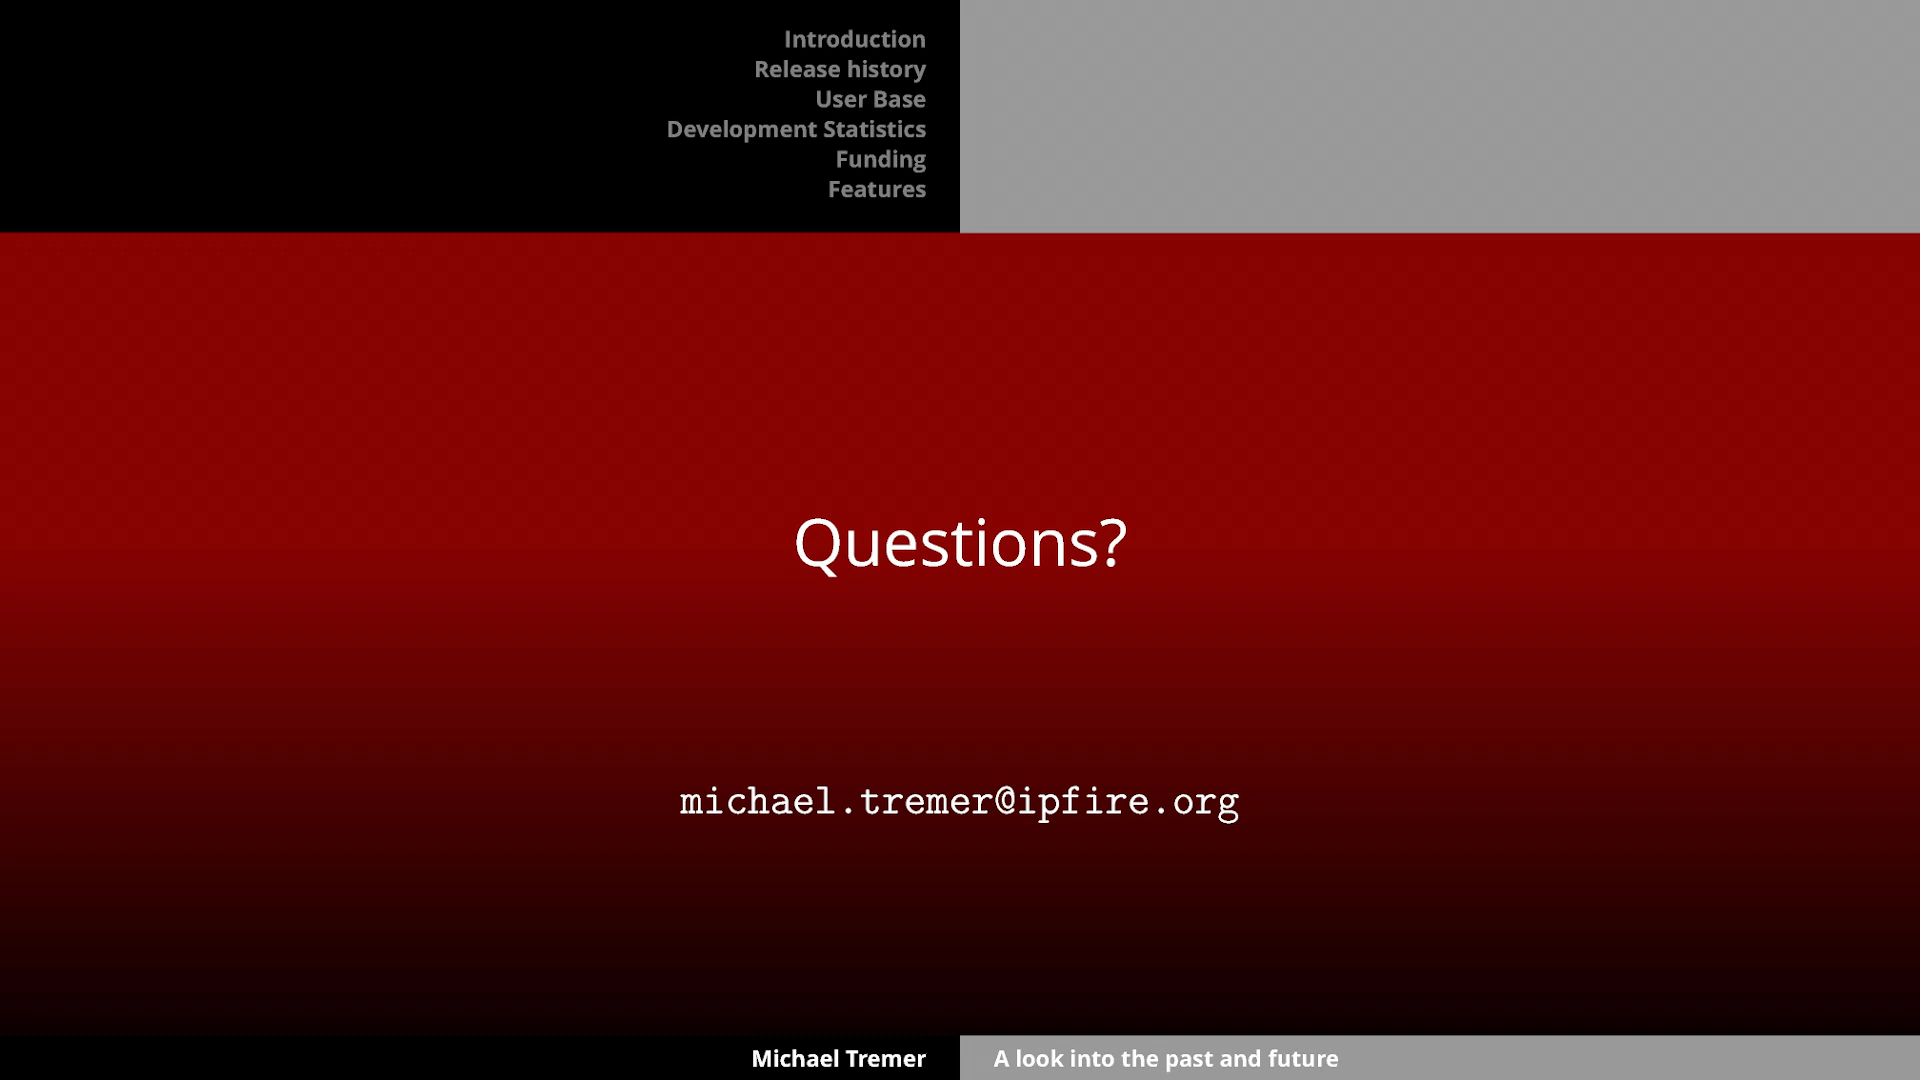 Introduction
Release history
User Base
Development Statistics
Funding
Features
Questions?
michael.tremer@ipfire.org
Michael Tremer
A look into the past and future